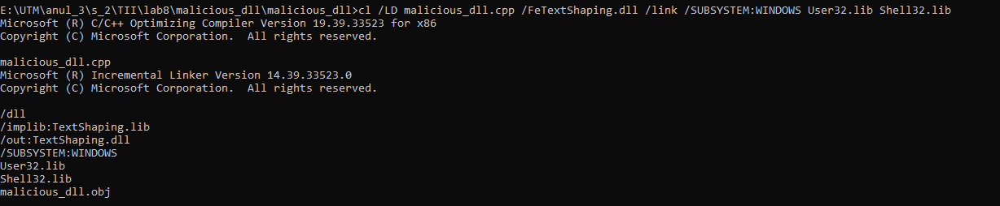 E:\UTM\anul_3\s_2\TII\lab8\malicious_dll\malicious_dll>cl /LD malicious_dll.cpp /FeTextShaping.dll /link /SUBSYSTEM:WINDOWS User32.lib Shell32.lib
Microsoft (R) C/C++ Optimizing Compiler Version 19.39.33523 for x86
Copyright (C) Microsoft Corporation.  All rights reserved.

malicious_dll.cpp
Microsoft (R) Incremental Linker Version 14.39.33523.0
Copyright (C) Microsoft Corporation.  All rights reserved.

/dll
/implib:TextShaping.lib
/out:TextShaping.dll
/SUBSYSTEM:WINDOWS
User32.lib
Shell32.lib
malicious_dll.obj